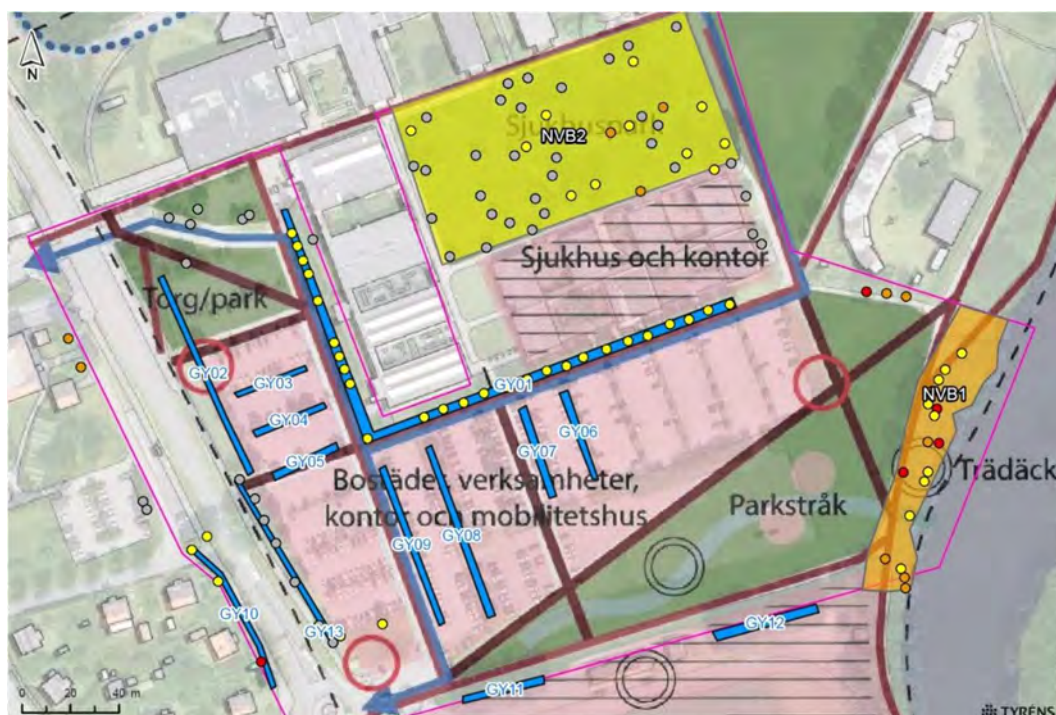 N
Sjukhuspark
NVB2
Sjukhus och kontor
Torg/park
GY02
GY03
GY01
NVB1
GY04
GY06
GY05
GY07
Trädäck
Bostäder, verksamheter,
kontor och mobilitetshus
Parkstråk
GY09
GY08
GY10
GY13
GY12
GY11
0 20 40 m
TYRÉNS